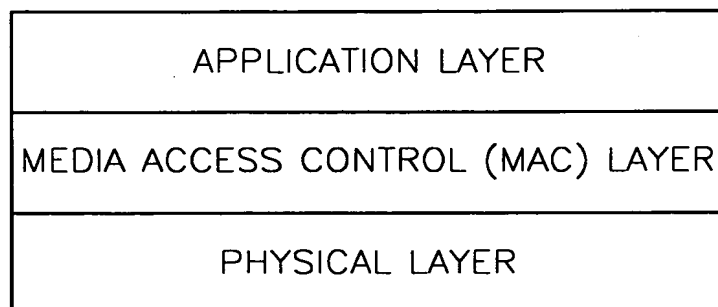 APPLICATION LAYER
MEDIA ACCESS CONTROL (MAC) LAYER
PHYSICAL LAYER